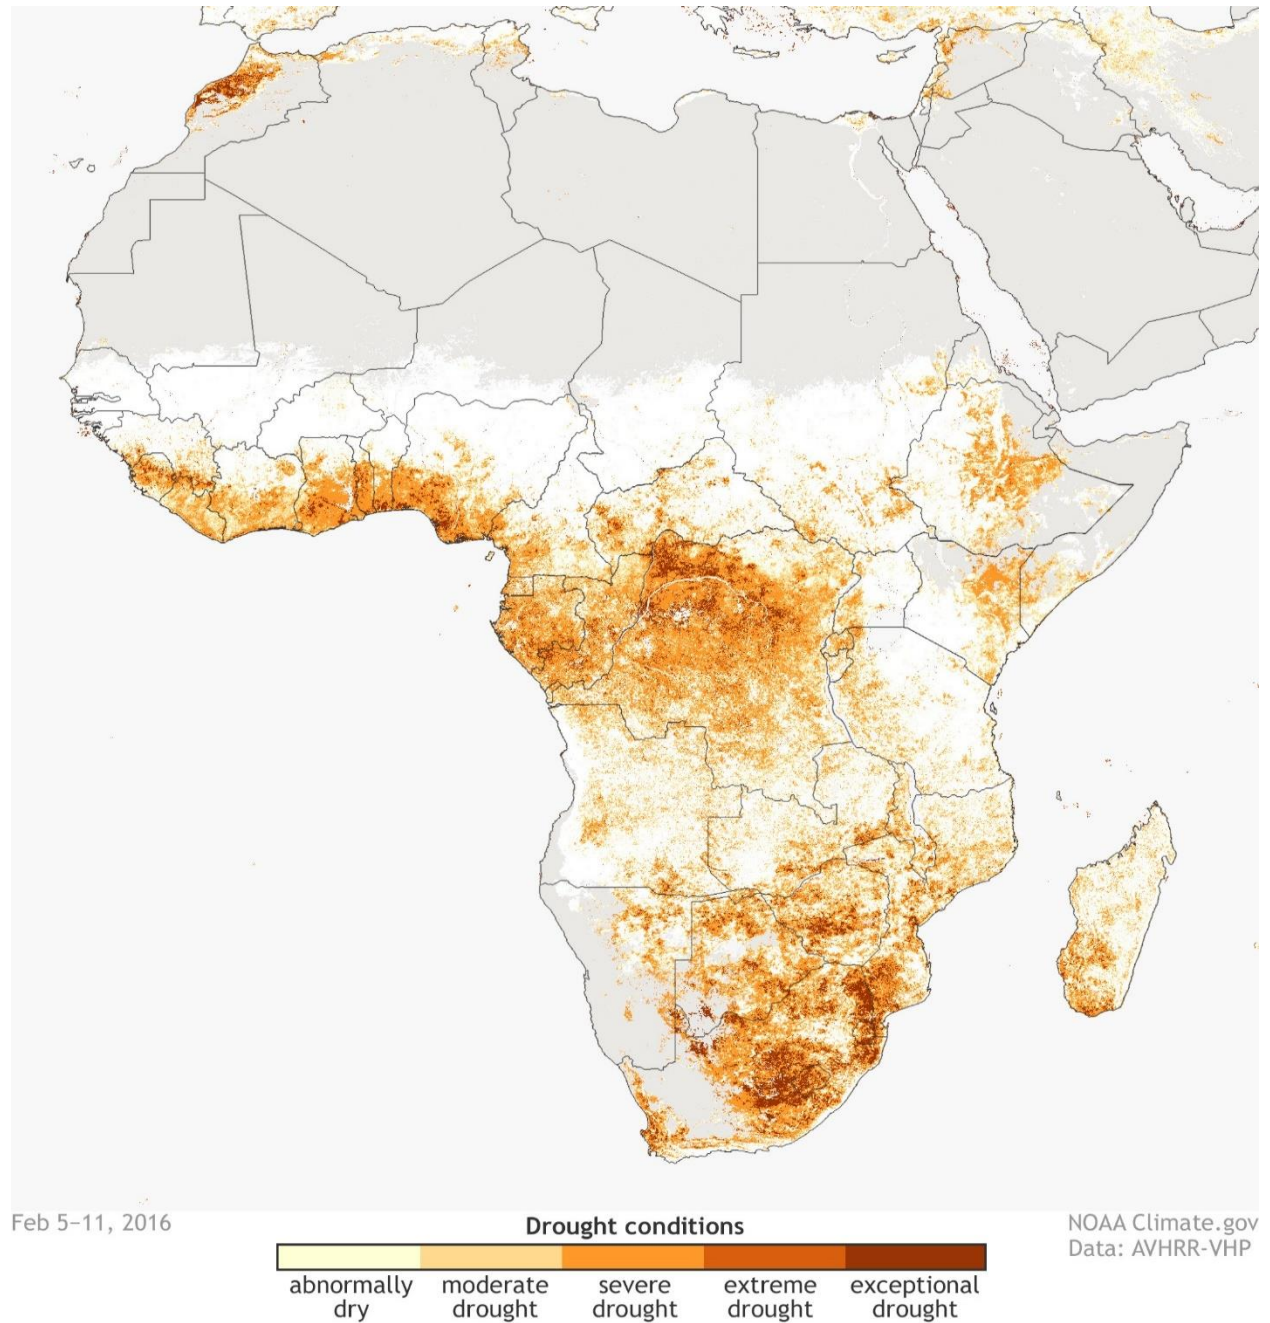 Feb 5–11, 2016
Drought conditions
NOAA Climate.gov
Data: AVHRR-VHP
abnormally dry
moderate drought
severe drought
extreme drought
exceptional drought